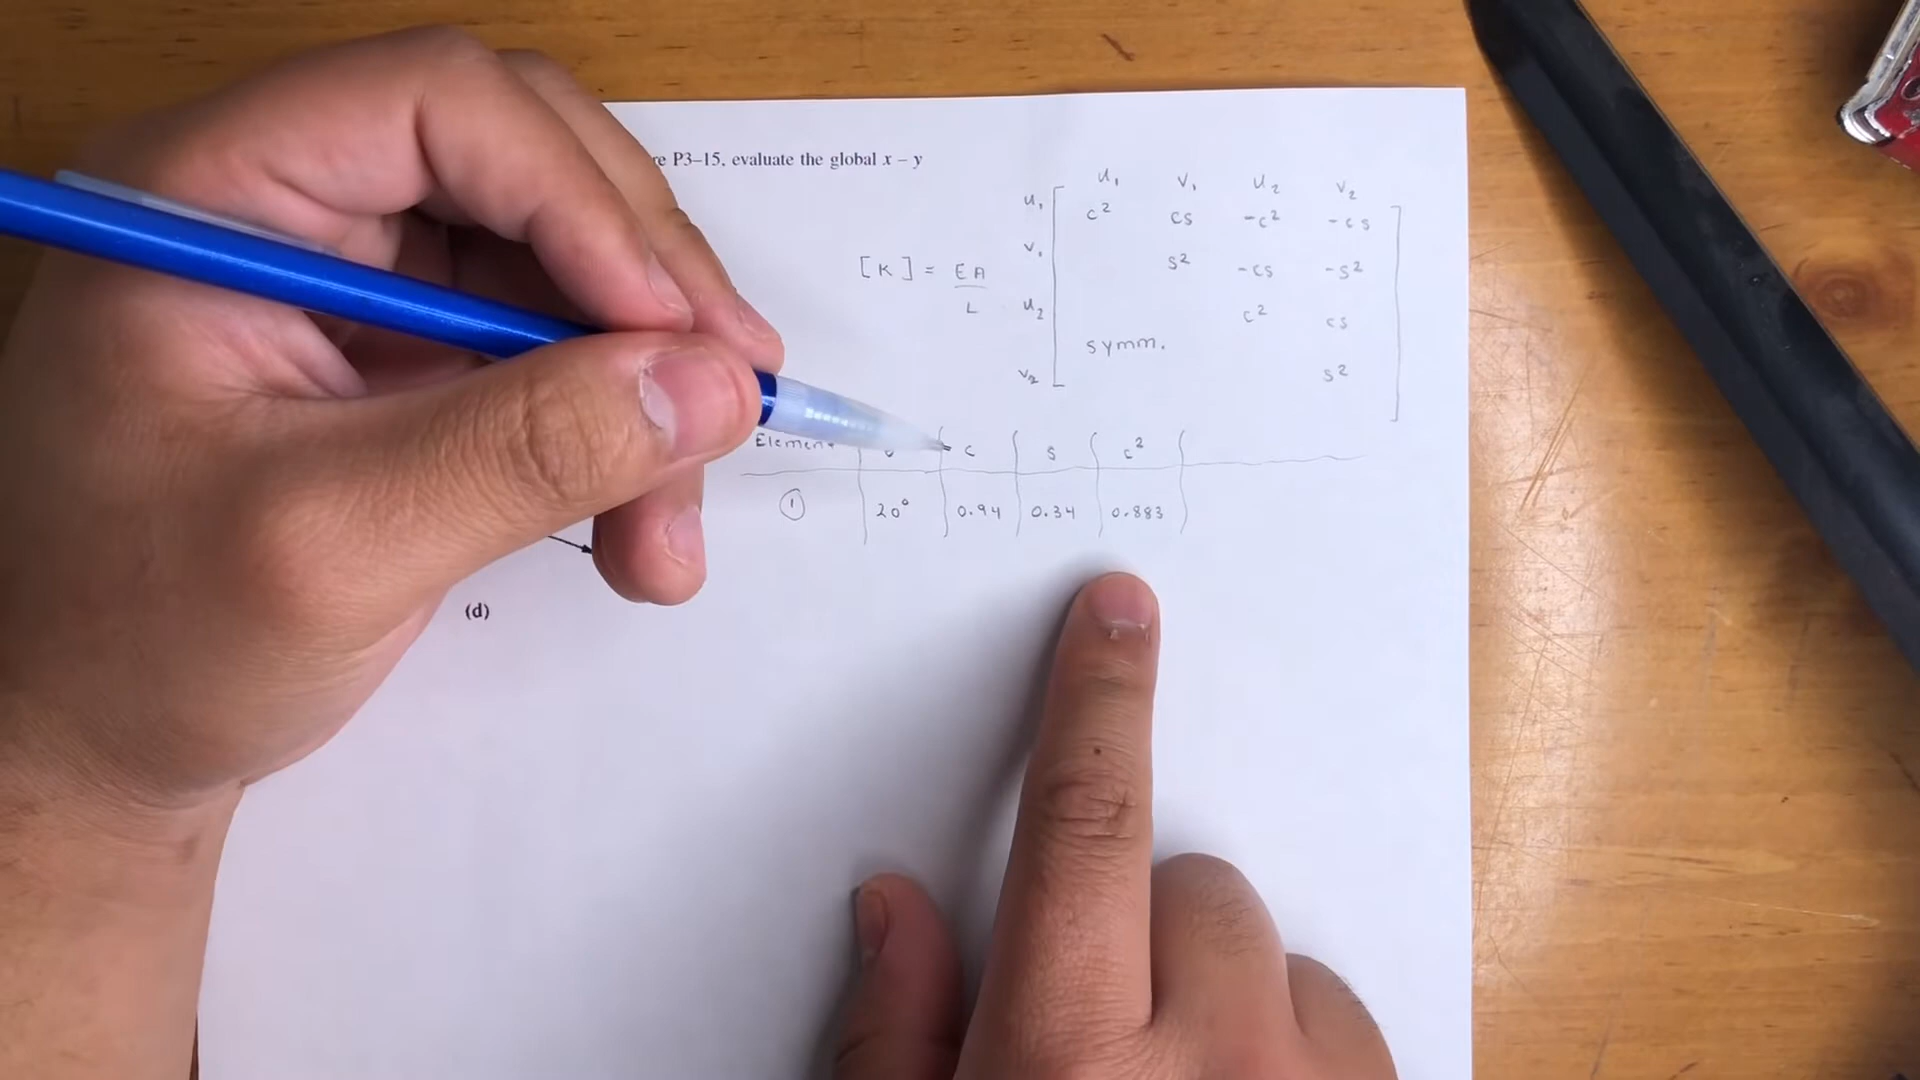 P3–15, evaluate the global x – y
u₁ v₁ u₂ v₂
u₁ c² cs -c² -cs
v₁ s² -cs -s²
[K] = EA
L
u₂ c² cs
symm.
v₂ s²
Element c s c²
① 20° 0.94 0.34 0.883
(d)